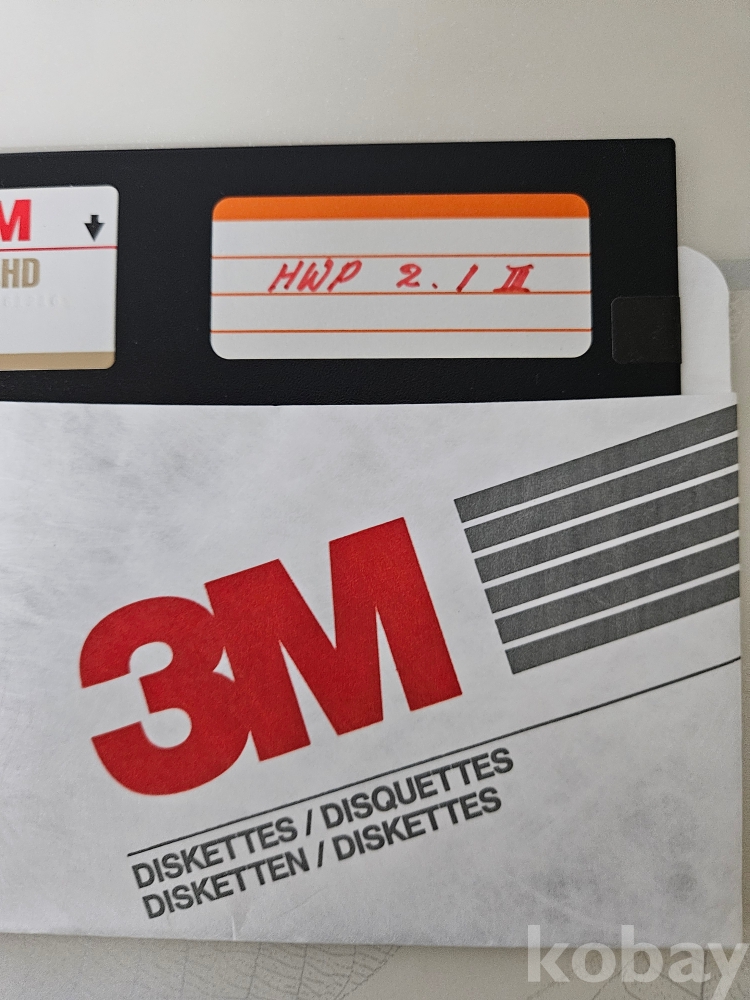 M
HD
HWP 2.1 III
3M
DISKETTES / DISQUETTES
DISKETTEN / DISKETTES
kobay